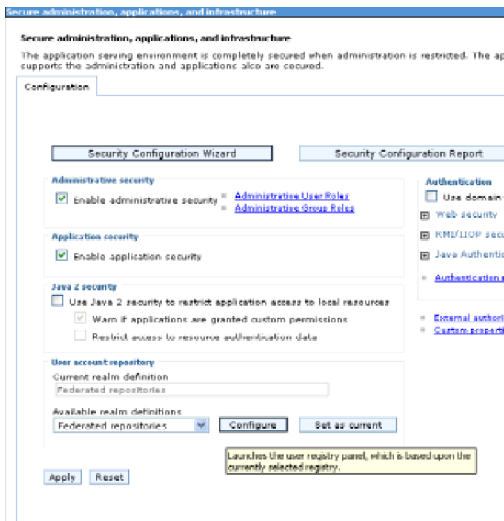 Secure administration, applications, and infrastructure
Secure administration, applications, and infrastructure
The application serving environment is completely secured when administration is restricted. The ap
supports the administration and applications also are secured.
Configuration
Security Configuration Wizard
Security Configuration Report
Administrative security
Enable administrative security
Administrative User Roles
Administrative Group Roles
Application security
Enable application security
Java 2 security
Use Java 2 security to restrict application access to local resources
Warn if applications are granted custom permissions
Restrict access to resource authentication data
User account repository
Current realm definition
Federated repositories
Available realm definitions
Federated repositories
Configure
Set as current
Launches the user registry panel, which is based upon the
currently selected registry.
Apply
Reset
Authentication
Use domain
Web security
RMI/IIOP secu
Java Authentic
Authentication
External authori
Custom properti